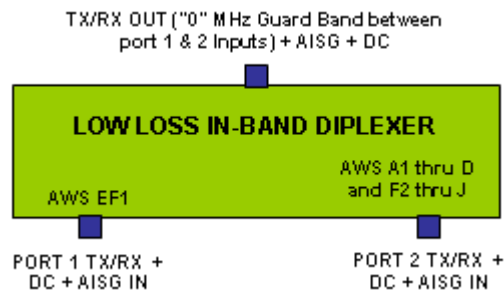 TX/RX OUT ("0" MHz Guard Band between
port 1 & 2 Inputs) + AISG + DC
LOW LOSS IN-BAND DIPLEXER
AWS EF1
AWS A1 thru D
and F2 thru J
PORT 1 TX/RX +
DC + AISG IN
PORT 2 TX/RX +
DC + AISG IN